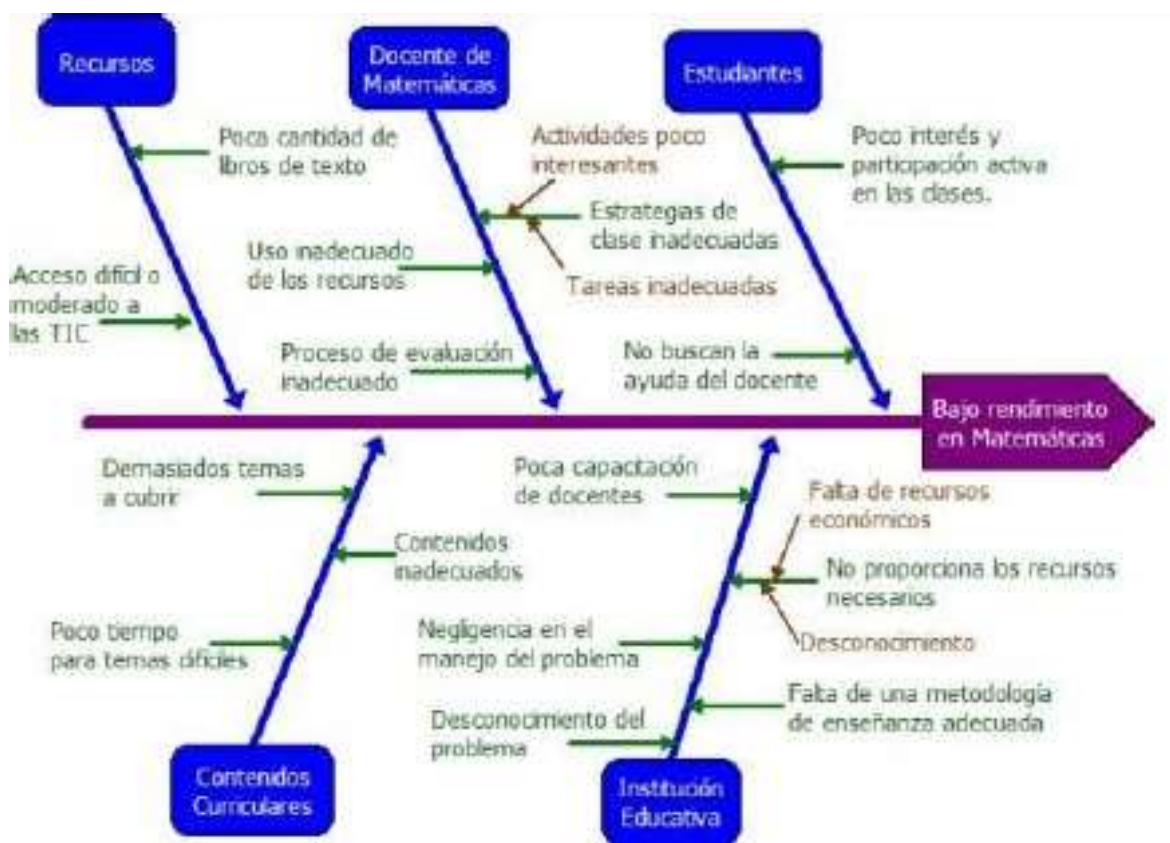 Recursos
Docente de
Matemáticas
Estudiantes
Poca cantidad de
libros de texto
Actividades poco
interesantes
Poco interés y
participación activa
en las clases.
Estrategias de
clase inadecuadas
Uso inadecuado
de los recursos
Tareas inadecuadas
Acceso difícil o
moderado a
las TIC
Proceso de evaluación
inadecuado
No buscan la
ayuda del docente
Bajo rendimiento
en Matemáticas
Demasiados temas
a cubrir
Poca capacitación
de docentes
Falta de recursos
económicos
Contenidos
inadecuados
No proporciona los recursos
necesarios
Poco tiempo
para temas difíciles
Negligencia en el
manejo del problema
Desconocimiento
Falta de una metodología
de enseñanza adecuada
Desconocimiento del
problema
Contenidos
Curriculares
Institución
Educativa